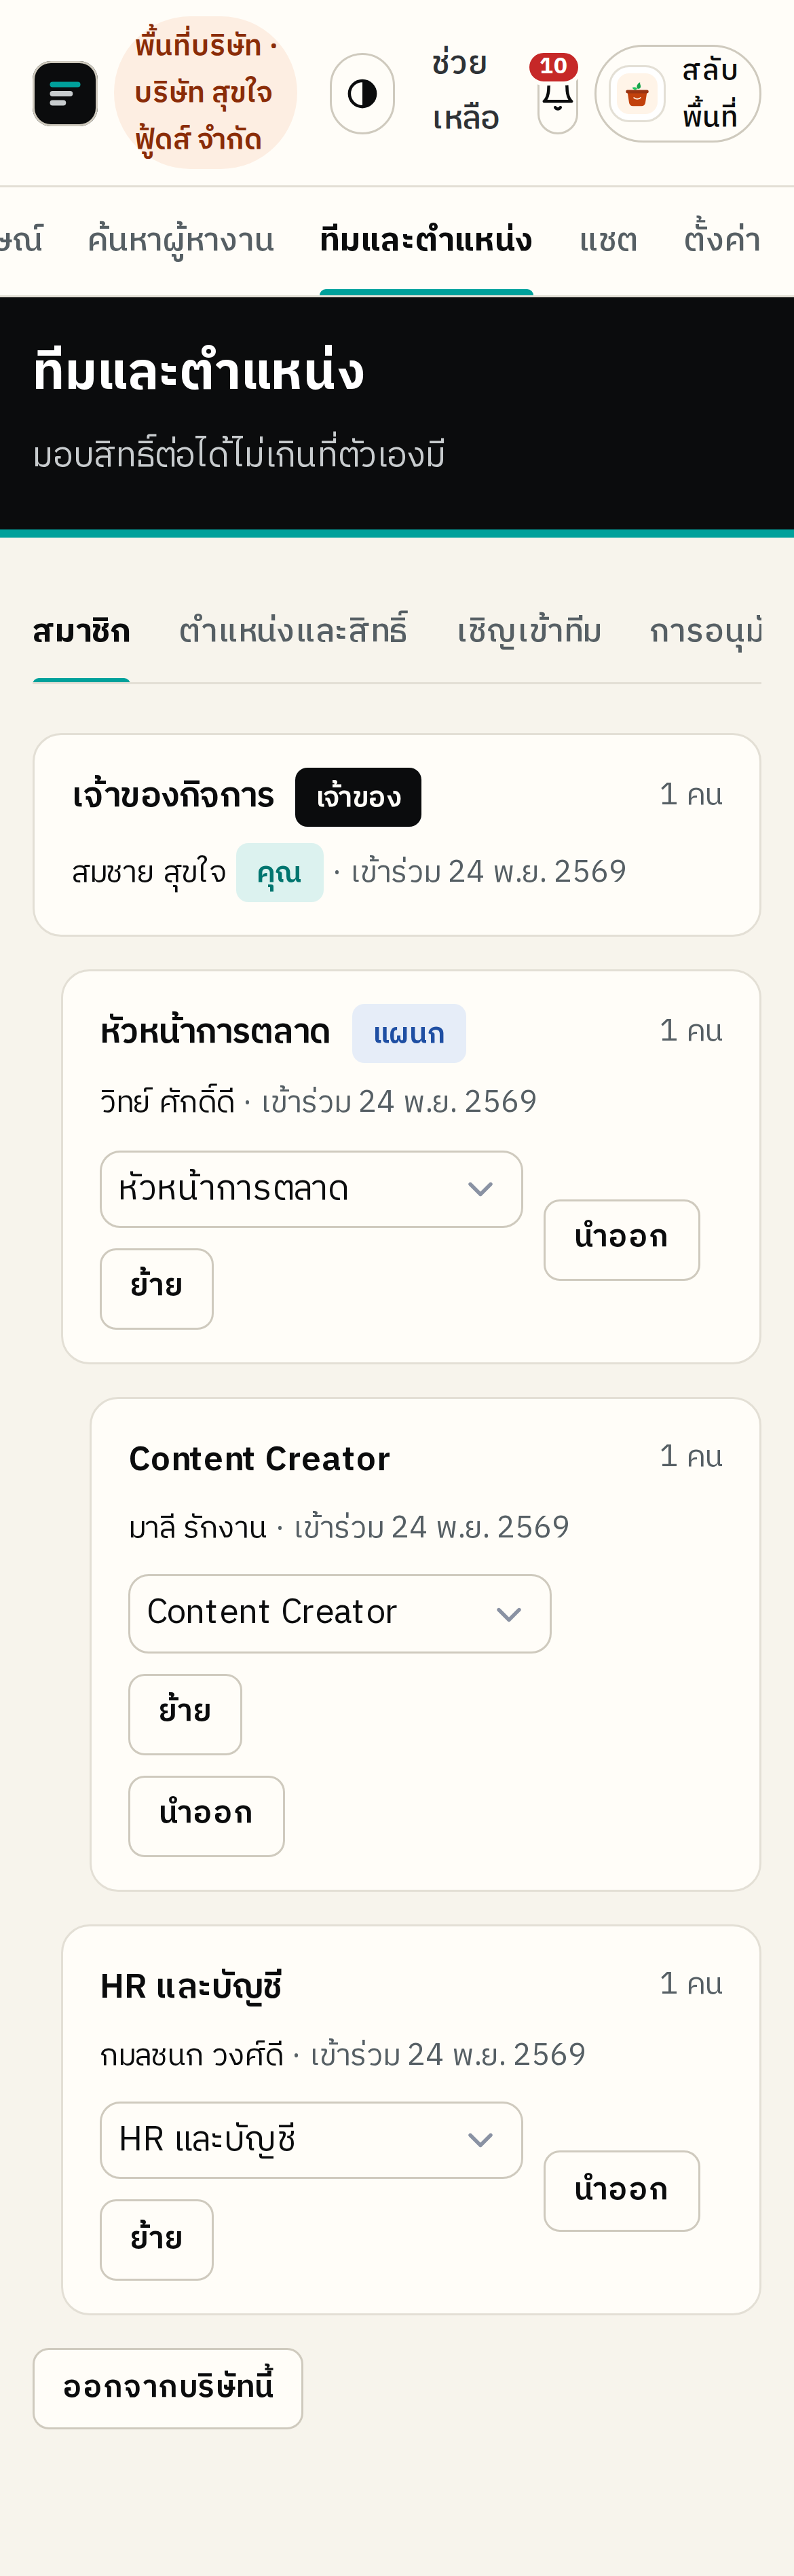 พื้นที่บริษัท ·
บริษัท สุขใจ
ฟู้ดส์ จำกัด
ช่วย
เหลือ
10
สลับ
พื้นที่
ค้นหาผู้หางาน
ทีมและตำแหน่ง
แชต
ตั้งค่า
ทีมและตำแหน่ง
มอบสิทธิ์ต่อได้ไม่เกินที่ตัวเองมี
สมาชิก
ตำแหน่งและสิทธิ์
เชิญเข้าทีม
เจ้าของกิจการ เจ้าของ 1 คน
สมชาย สุขใจ คุณ · เข้าร่วม 24 พ.ย. 2569
หัวหน้าการตลาด แผนก 1 คน
วิทย์ ศักดิ์ดี · เข้าร่วม 24 พ.ย. 2569
หัวหน้าการตลาด
นำออก
ย้าย
Content Creator 1 คน
มาลี รักงาน · เข้าร่วม 24 พ.ย. 2569
Content Creator
ย้าย
นำออก
HR และบัญชี 1 คน
กมลชนก วงศ์ดี · เข้าร่วม 24 พ.ย. 2569
HR และบัญชี
นำออก
ย้าย
ออกจากบริษัทนี้